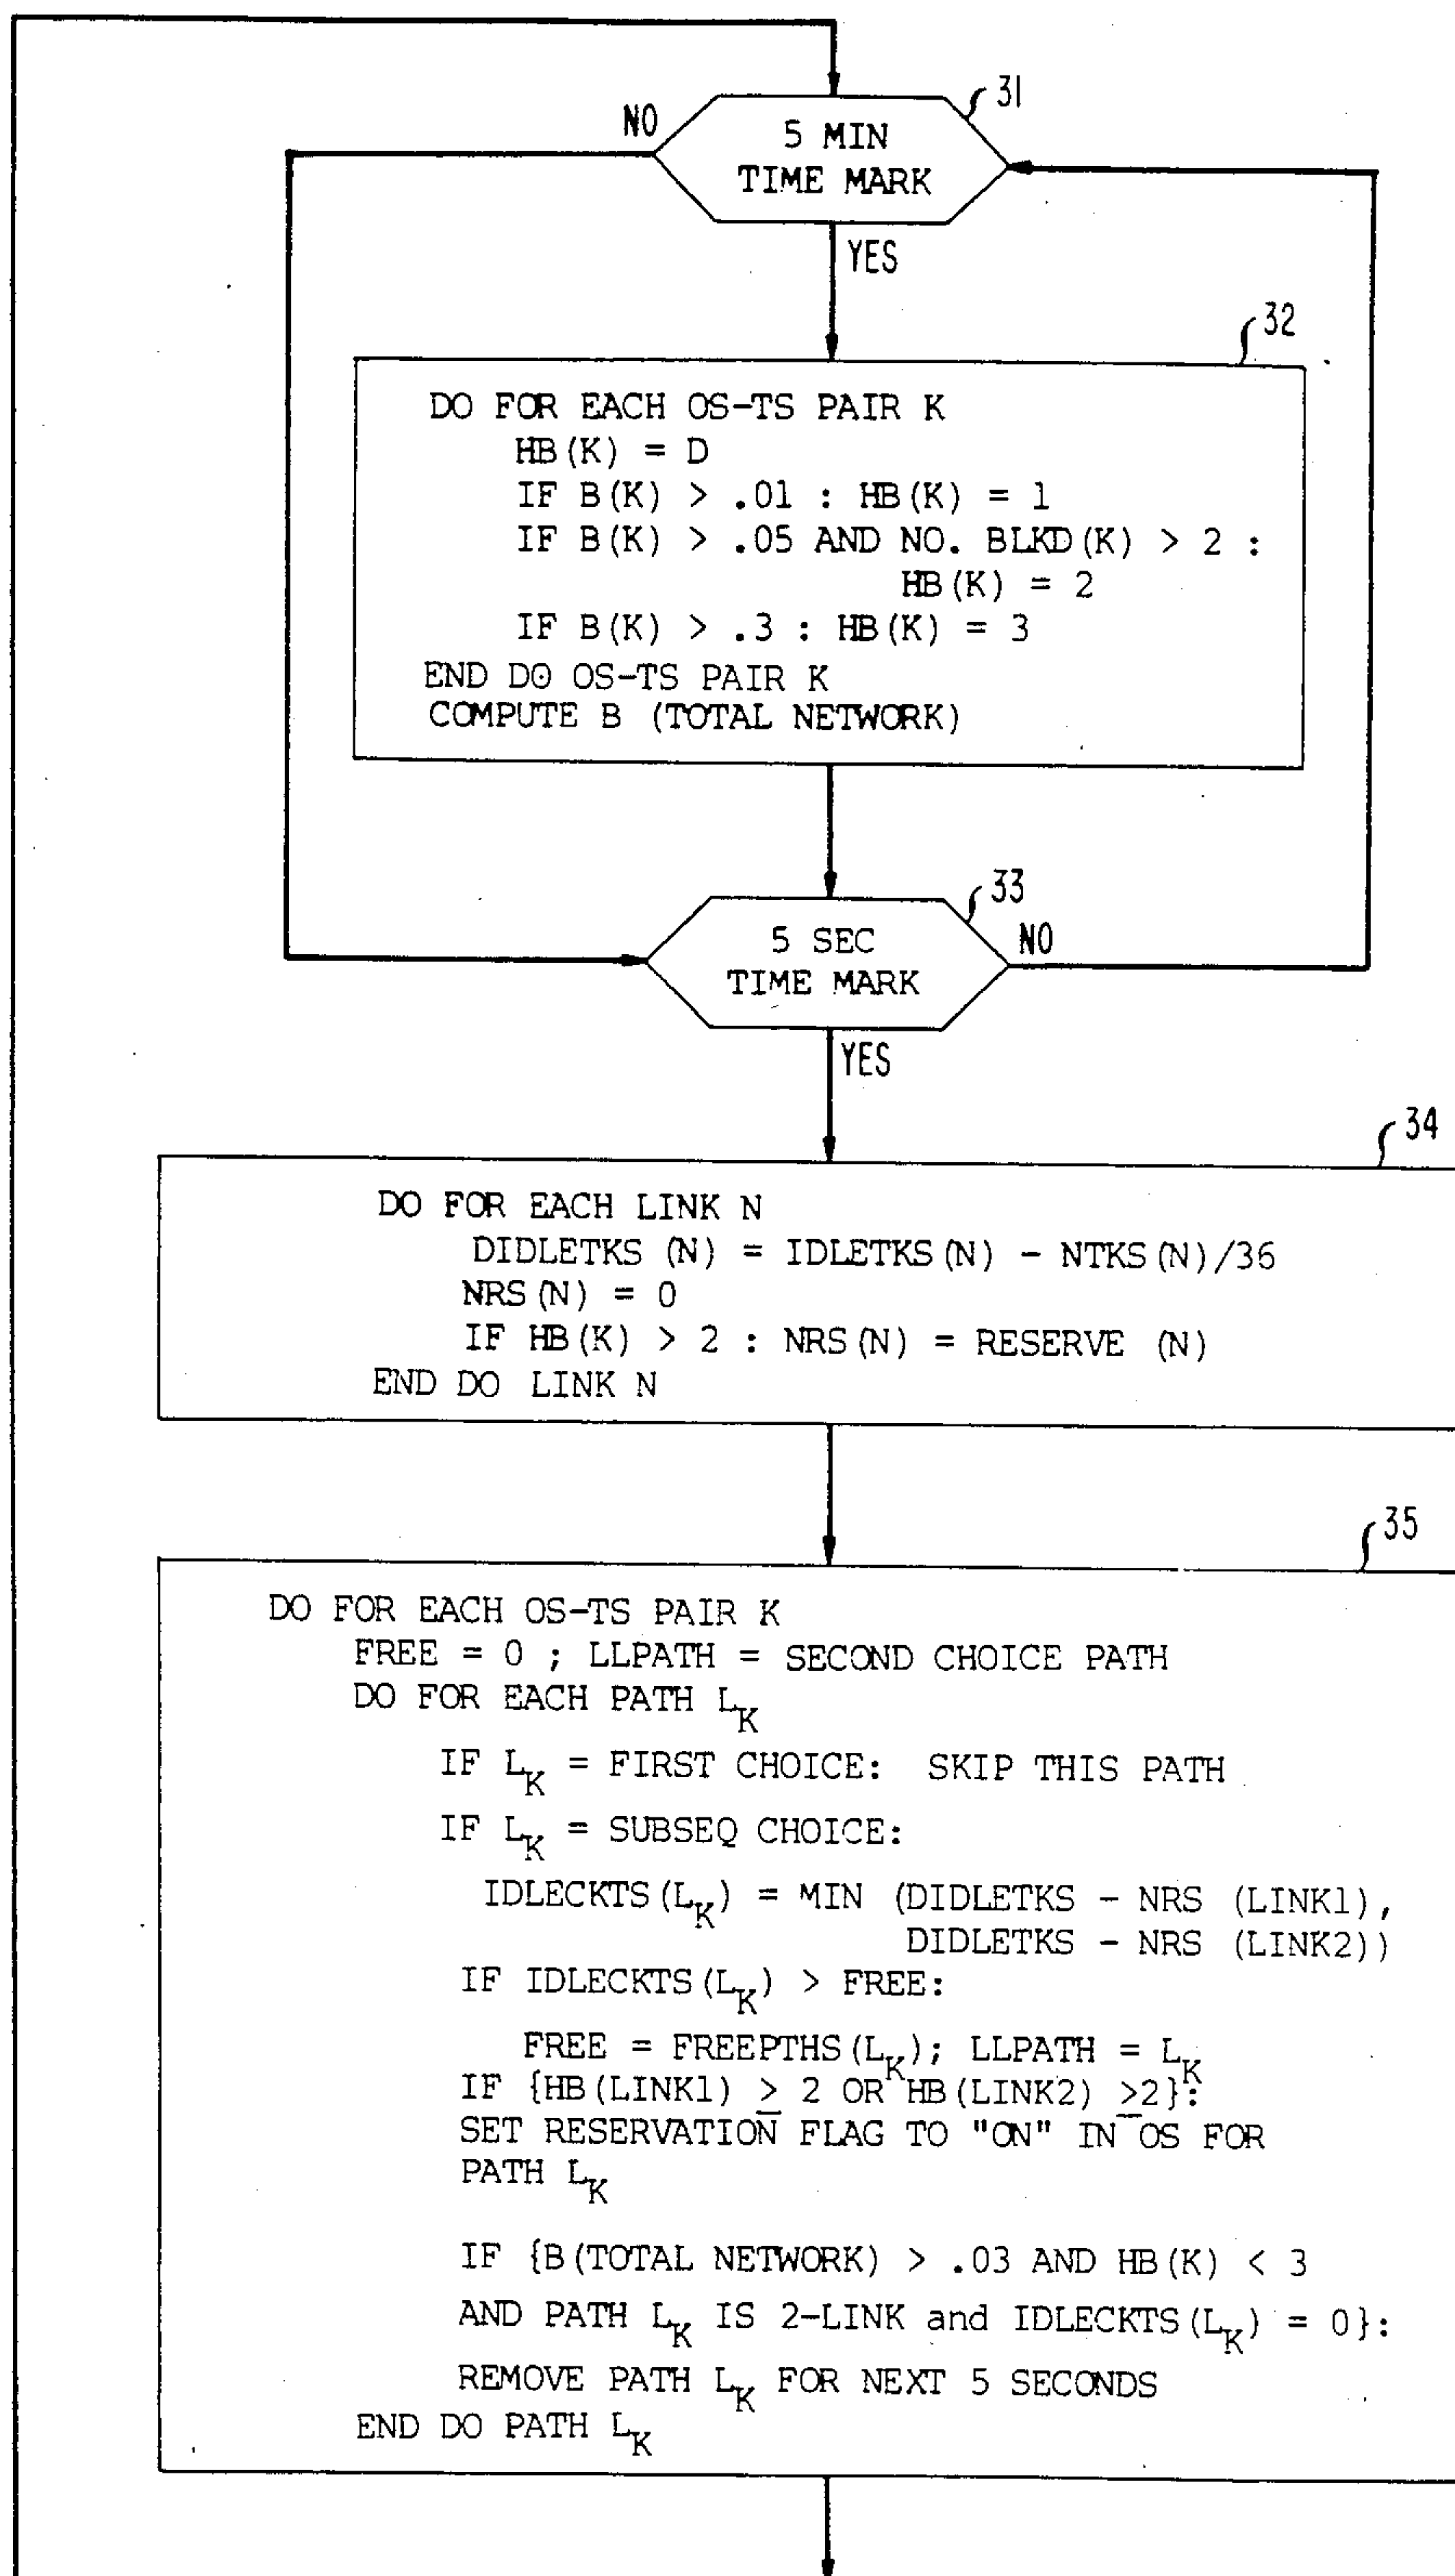 31
NO
5 MIN
TIME MARK
YES
32
DO FOR EACH OS-TS PAIR K
HB(K) = D
IF B(K) > .01 : HB(K) = 1
IF B(K) > .05 AND NO. BLKD(K) > 2 :
HB(K) = 2
IF B(K) > .3 : HB(K) = 3
END DO OS-TS PAIR K
COMPUTE B (TOTAL NETWORK)
33
5 SEC
TIME MARK
NO
YES
34
DO FOR EACH LINK N
DIDLETKS (N) = IDLETKS(N) - NTKS(N)/36
NRS(N) = 0
IF HB(K) > 2 : NRS(N) = RESERVE (N)
END DO LINK N
35
DO FOR EACH OS-TS PAIR K
FREE = 0 ; LLPATH = SECOND CHOICE PATH
DO FOR EACH PATH L_K
IF L_K = FIRST CHOICE: SKIP THIS PATH
IF L_K = SUBSEQ CHOICE:
IDLECKTS(L_K) = MIN (DIDLETKS - NRS (LINK1),
DIDLETKS - NRS (LINK2))
IF IDLECKTS(L_K) > FREE:
FREE = FREEPTHS(L_K); LLPATH = L_K
IF {HB(LINK1) ≥ 2 OR HB(LINK2) ≥2}:
SET RESERVATION FLAG TO "ON" IN OS FOR
PATH L_K
IF {B(TOTAL NETWORK) > .03 AND HB(K) < 3
AND PATH L_K IS 2-LINK and IDLECKTS(L_K) = 0}:
REMOVE PATH L_K FOR NEXT 5 SECONDS
END DO PATH L_K